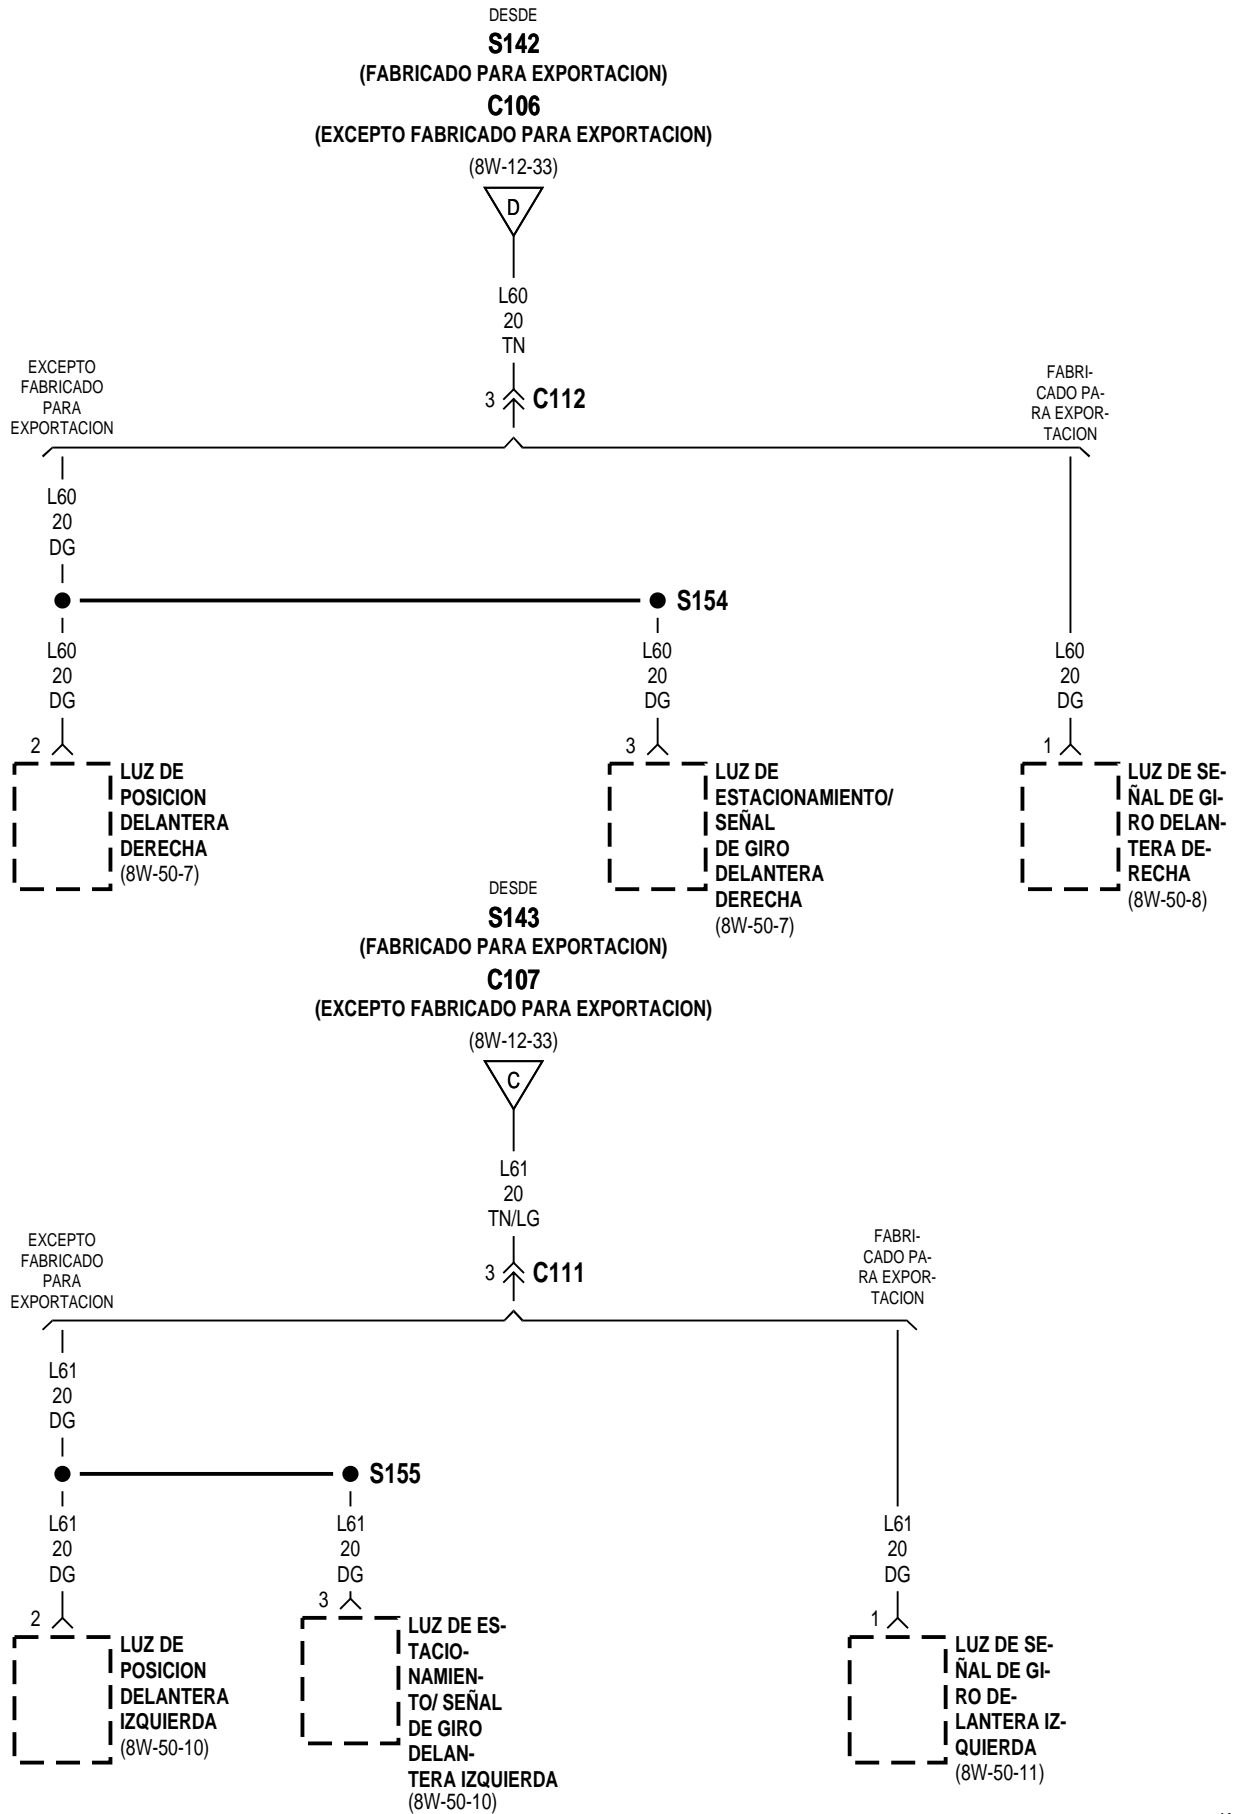 DESDE
S142
(FABRICADO PARA EXPORTACION)
C106
(EXCEPTO FABRICADO PARA EXPORTACION)
(8W-12-33)
D
L60
20
TN
3 C112
EXCEPTO
FABRICADO
PARA
EXPORTACION
FABRI-
CADO PA-
RA EXPOR-
TACION
L60
20
DG
S154
L60
20
DG
2
LUZ DE
POSICION
DELANTERA
DERECHA
(8W-50-7)
L60
20
DG
3
LUZ DE
ESTACIONAMIENTO/
SEÑAL
DE GIRO
DELANTERA
DERECHA
(8W-50-7)
L60
20
DG
1
LUZ DE SE-
ÑAL DE GI-
RO DELAN-
TERA DE-
RECHA
(8W-50-8)
DESDE
S143
(FABRICADO PARA EXPORTACION)
C107
(EXCEPTO FABRICADO PARA EXPORTACION)
(8W-12-33)
C
L61
20
TN/LG
3 C111
EXCEPTO
FABRICADO
PARA
EXPORTACION
FABRI-
CADO PA-
RA EXPOR-
TACION
L61
20
DG
S155
L61
20
DG
2
LUZ DE
POSICION
DELANTERA
IZQUIERDA
(8W-50-10)
L61
20
DG
3
LUZ DE ES-
TACIO-
NAMIEN-
TO/ SEÑAL
DE GIRO
DELAN-
TERA IZQUIERDA
(8W-50-10)
L61
20
DG
1
LUZ DE SE-
ÑAL DE GI-
RO DE-
LANTERA IZ-
QUIERDA
(8W-50-11)